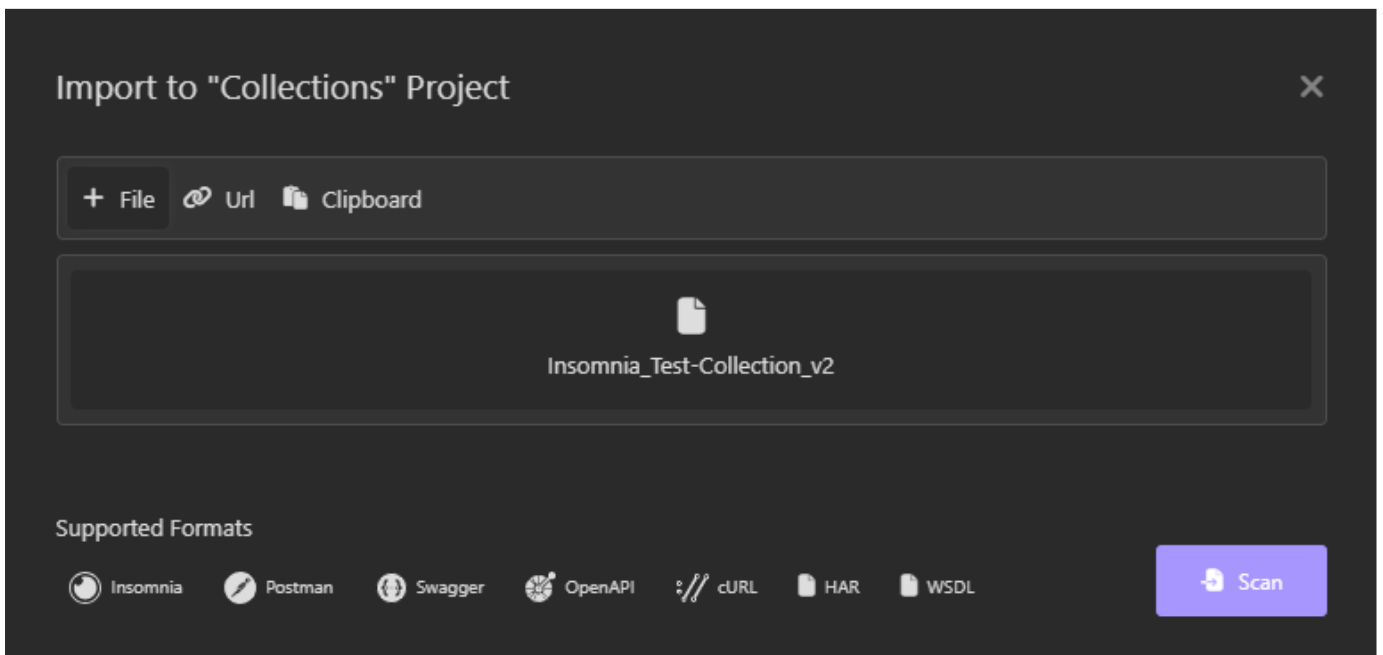 Import to "Collections" Project
File Url Clipboard
Insomnia_Test-Collection_v2
Supported Formats
Insomnia Postman Swagger OpenAPI cURL HAR WSDL
Scan